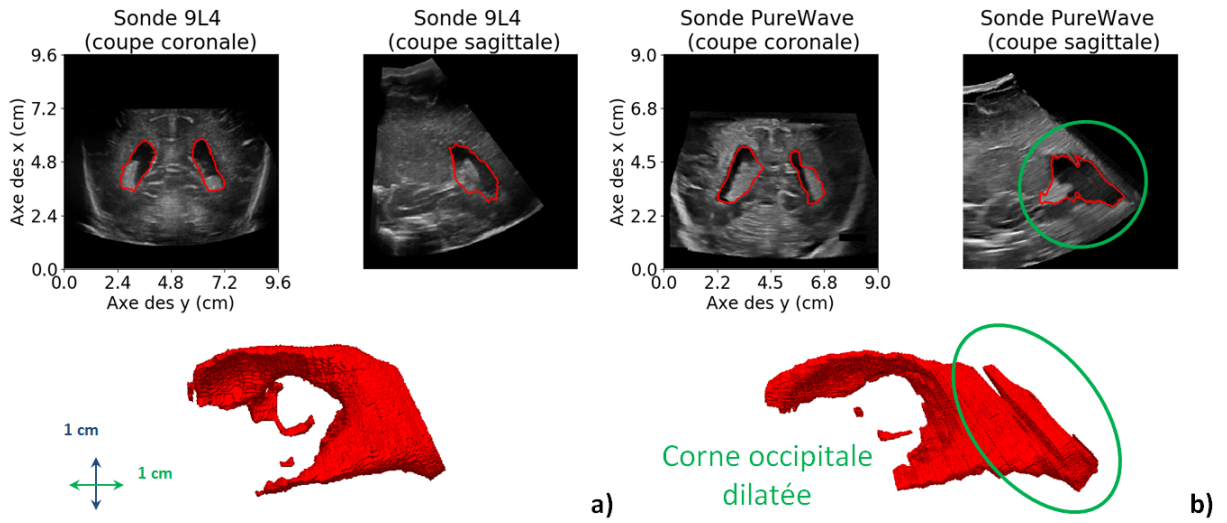 Sonde 9L4
(coupe coronale)
Sonde 9L4
(coupe sagittale)
Sonde PureWave
(coupe coronale)
Sonde PureWave
(coupe sagittale)
9.6
7.2
4.8
2.4
0.0
Axe des x (cm)
0.0 2.4 4.8 7.2 9.6
Axe des y (cm)
9.0
6.8
4.5
2.2
0.0
Axe des x (cm)
0.0 2.2 4.5 6.8 9.0
Axe des y (cm)
1 cm
1 cm
a)
Corne occipitale
dilatée
b)